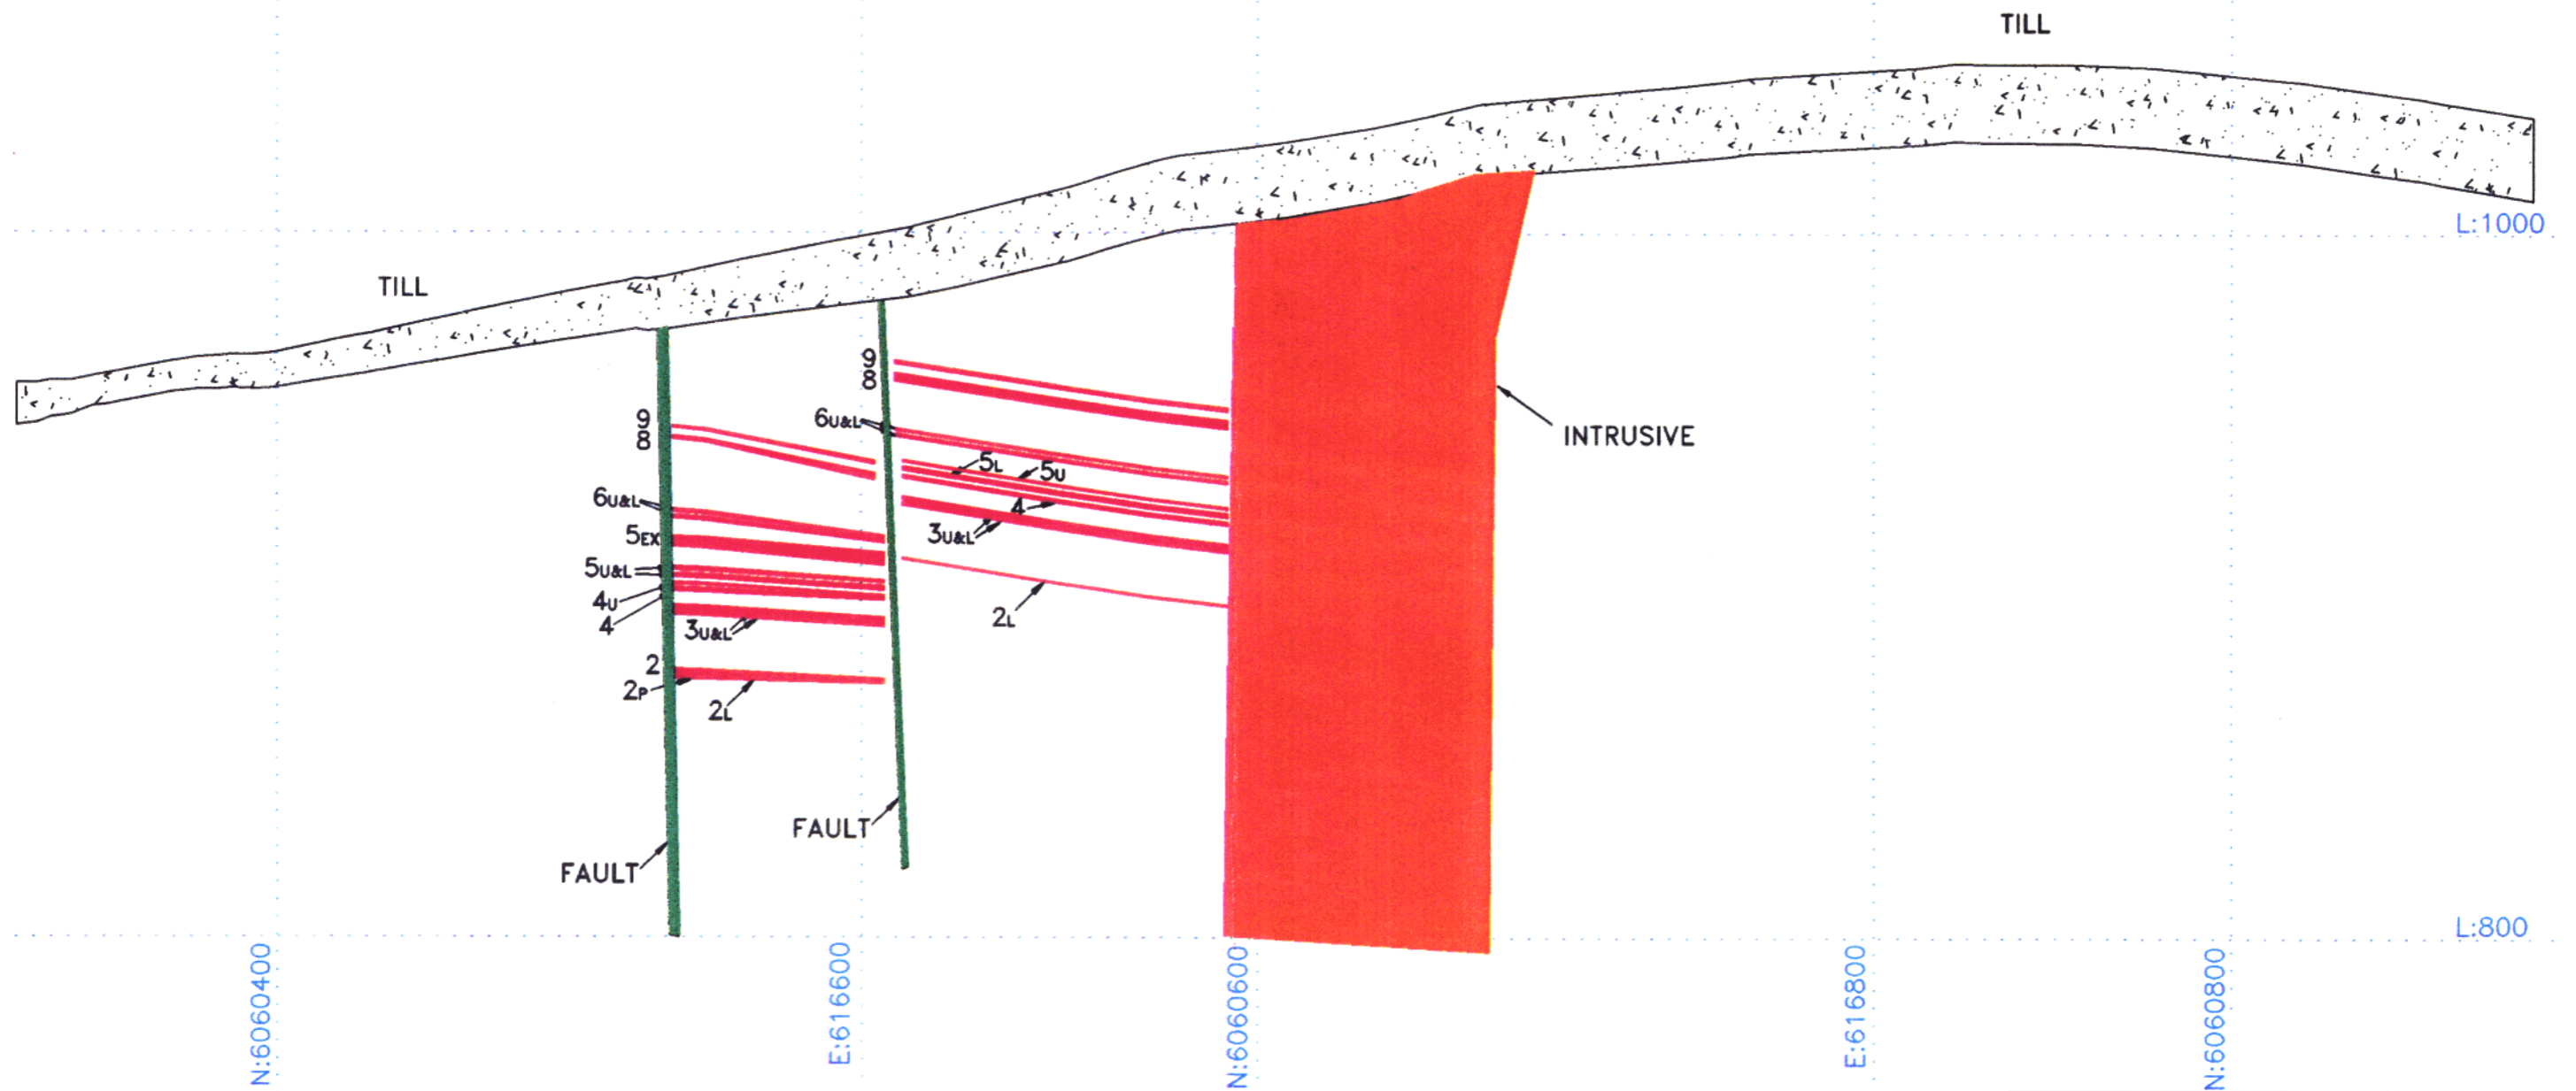 TILL
L:1000
TILL
9
8
9
8
6U&L
5L
5U
4
3U&L
2L
INTRUSIVE
6U&L
5EX
5U&L
4U
4
3U&L
2
2P
2L
FAULT
FAULT
L:800
N:6060400
E:616600
N:6060600
E:616800
N:6060800